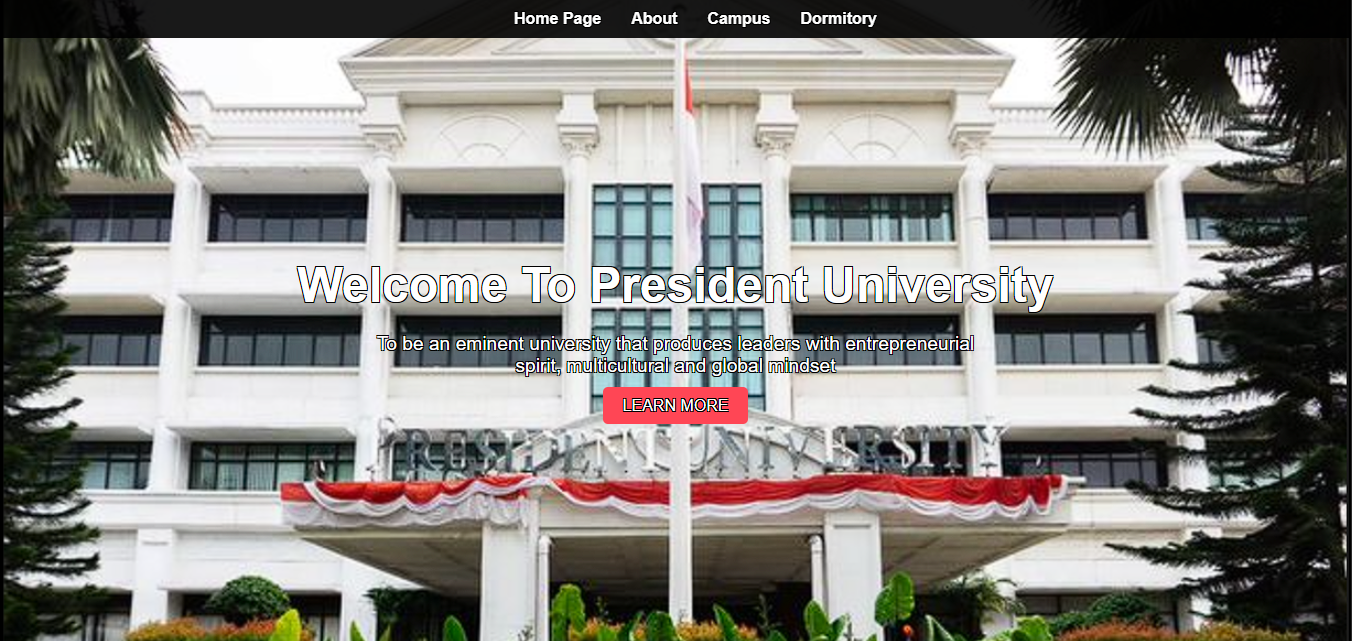 Home Page About Campus Dormitory
Welcome To President University
To be an eminent university that produces leaders with entrepreneurial
spirit, multicultural and global mindset
LEARN MORE
PRESIDENT UNIVERSITY